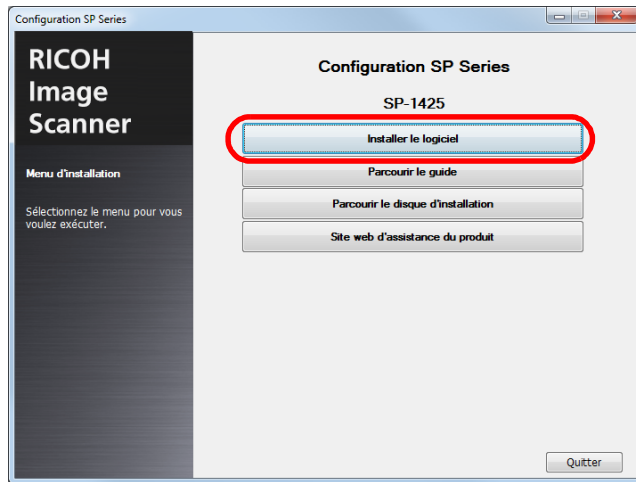 Configuration SP Series
RICOH
Image
Scanner
Menu d'installation
Sélectionnez le menu pour vous
voulez exécuter.
Configuration SP Series
SP-1425
Installer le logiciel
Parcourir le guide
Parcourir le disque d'installation
Site web d'assistance du produit
Quitter